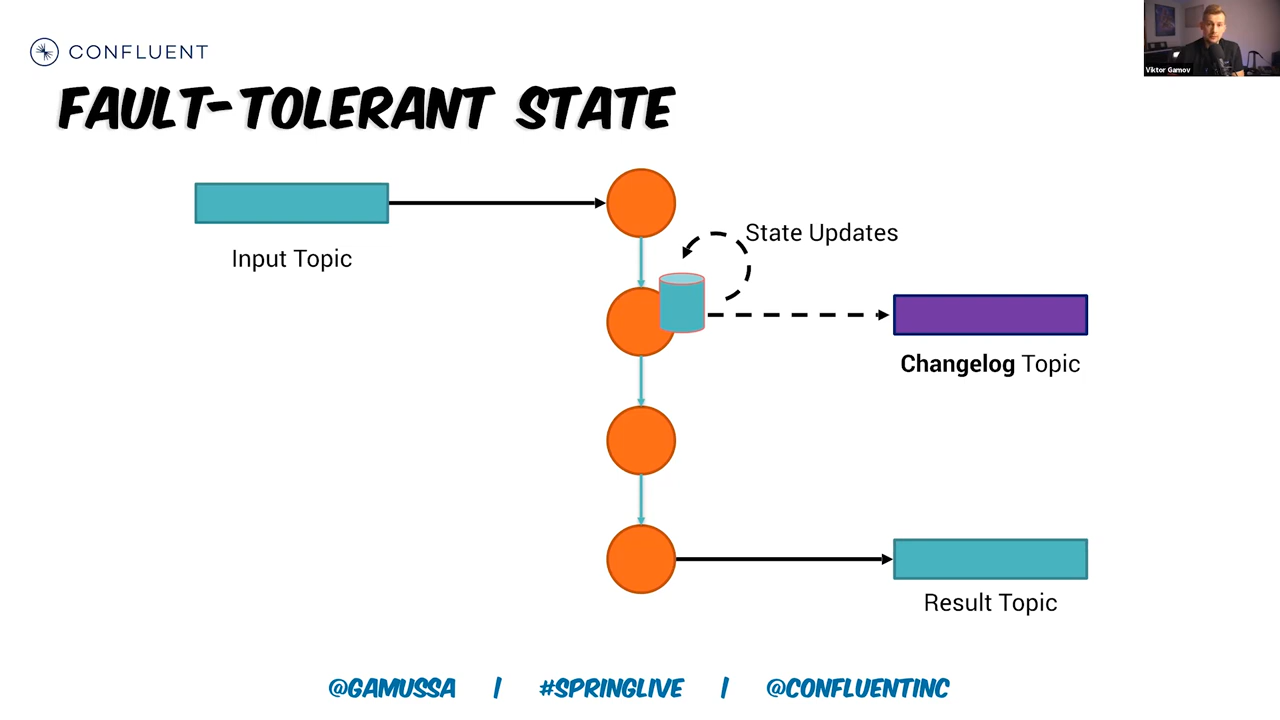 CONFLUENT
Viktor Gamov
FAULT-TOLERANT STATE
State Updates
Input Topic
Changelog Topic
Result Topic
@GAMUSSA / #SPRINGLIVE / @CONFLUENTINC